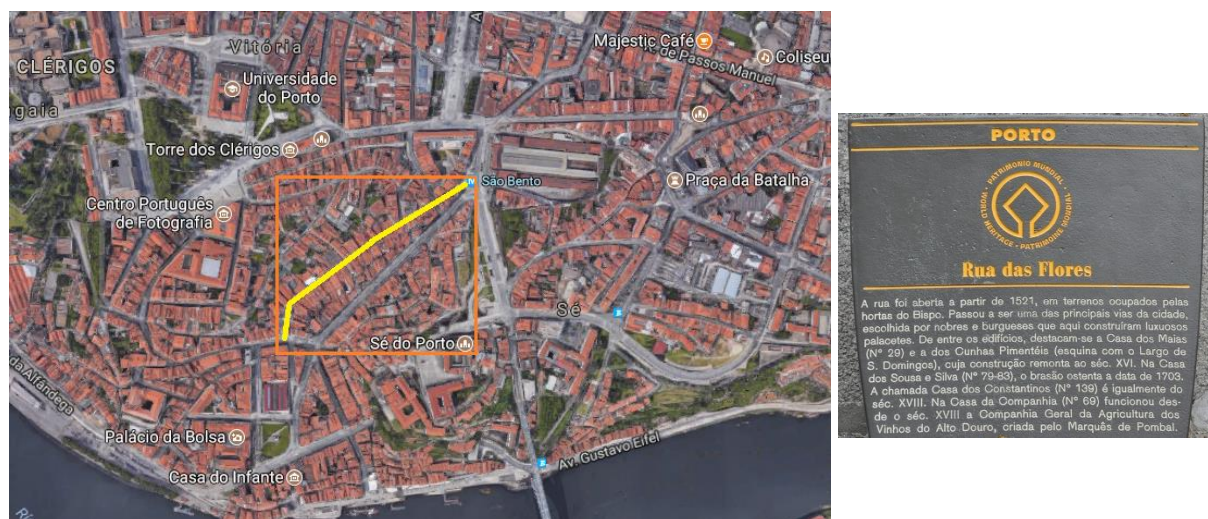 Vitória
CLÉRIGOS
Majestic Café
Coliseu
de Passos Manuel
Universidade
do Porto
gaia
Torre dos Clérigos
São Bento
Praça da Batalha
Centro Português
de Fotografia
Sé
Sé do Porto
da Alfândega
Palácio da Bolsa
Av. Gustavo Eifel
Casa do Infante
PORTO
PATRIMONIO MUNDIAL · WORLD HERITAGE · PATRIMOINE MONDIAL
Rua das Flores
A rua foi aberta a partir de 1521, em terrenos ocupados pelas
hortas do Bispo. Passou a ser uma das principais vias da cidade,
escolhida por nobres e burgueses que aqui construíram luxuosos
palacetes. De entre os edifícios, destacam-se a Casa dos Maias
(Nº 29) e a dos Cunhas Pimentéis (esquina com o Largo de
S. Domingos), cuja construção remonta ao séc. XVI. Na Casa
dos Sousa e Silva (Nº 79-83), o brasão ostenta a data de 1703.
A chamada Casa dos Constantinos (Nº 139) é igualmente do
séc. XVIII. Na Casa da Companhia (Nº 69) funcionou des-
de o séc. XVIII a Companhia Geral da Agricultura dos
Vinhos do Alto Douro, criada pelo Marquês de Pombal.